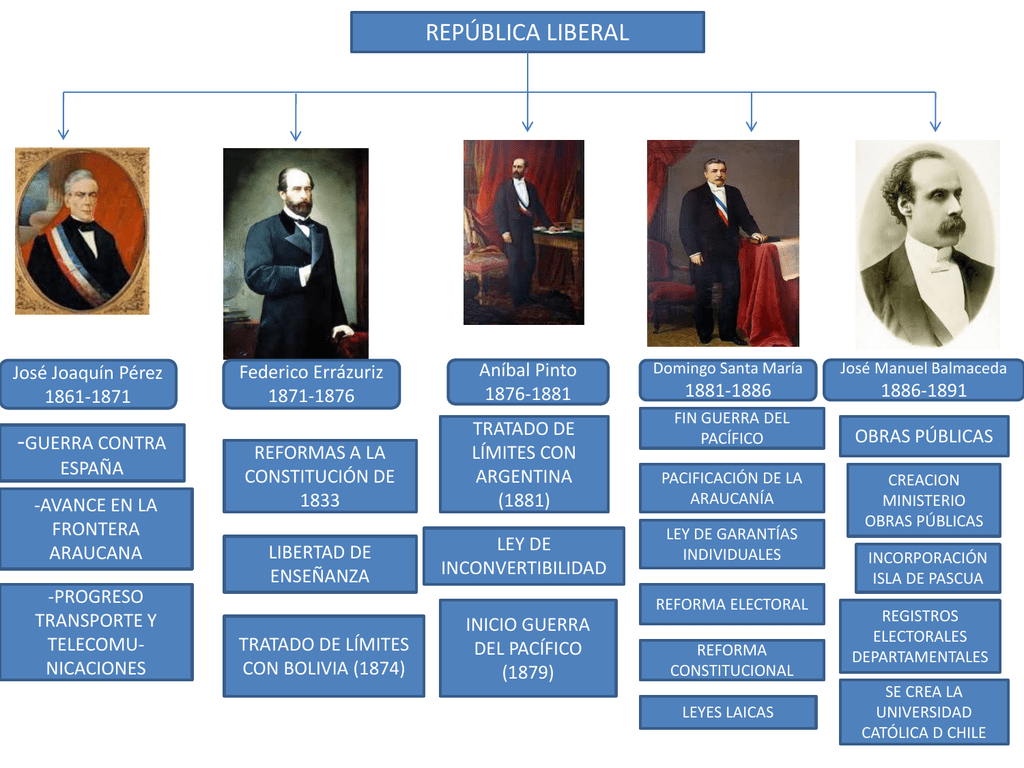 REPÚBLICA LIBERAL
José Joaquín Pérez
1861-1871
-GUERRA CONTRA
ESPAÑA
-AVANCE EN LA
FRONTERA
ARAUCANA
-PROGRESO
TRANSPORTE Y
TELECOMU-
NICACIONES
Federico Errázuriz
1871-1876
REFORMAS A LA
CONSTITUCIÓN DE
1833
LIBERTAD DE
ENSEÑANZA
TRATADO DE LÍMITES
CON BOLIVIA (1874)
Aníbal Pinto
1876-1881
TRATADO DE
LÍMITES CON
ARGENTINA
(1881)
LEY DE
INCONVERTIBILIDAD
INICIO GUERRA
DEL PACÍFICO
(1879)
Domingo Santa María
1881-1886
FIN GUERRA DEL
PACÍFICO
PACIFICACIÓN DE LA
ARAUCANÍA
LEY DE GARANTÍAS
INDIVIDUALES
REFORMA ELECTORAL
REFORMA
CONSTITUCIONAL
LEYES LAICAS
José Manuel Balmaceda
1886-1891
OBRAS PÚBLICAS
CREACION
MINISTERIO
OBRAS PÚBLICAS
INCORPORACIÓN
ISLA DE PASCUA
REGISTROS
ELECTORALES
DEPARTAMENTALES
SE CREA LA
UNIVERSIDAD
CATÓLICA D CHILE